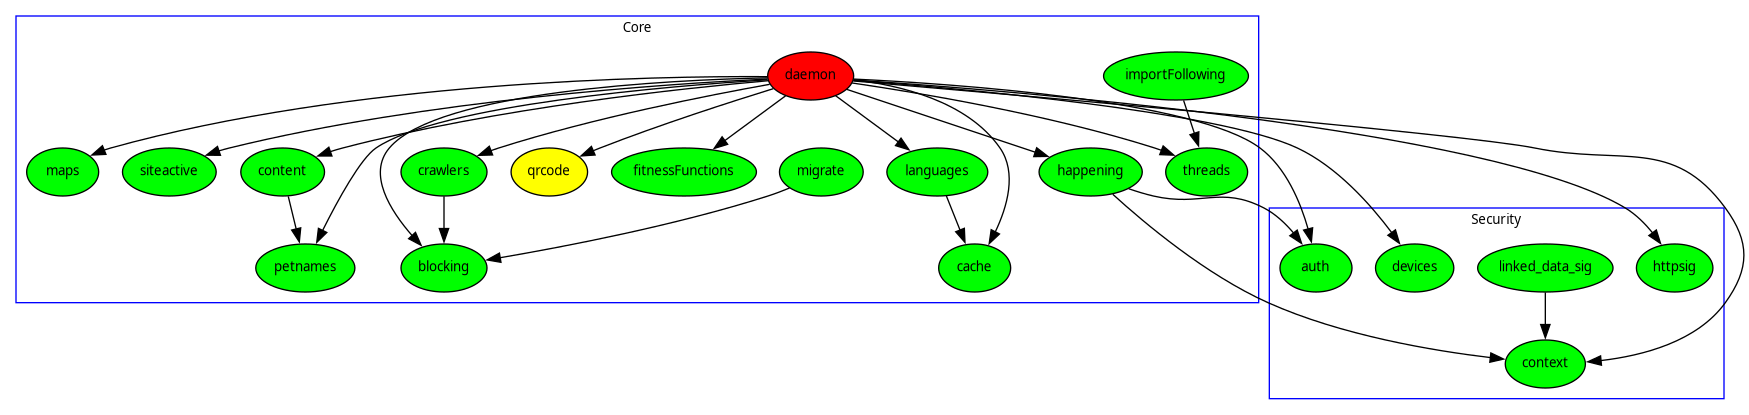 Core
daemon
importFollowing
maps
siteactive
content
crawlers
qrcode
fitnessFunctions
migrate
languages
happening
threads
Security
petnames
blocking
cache
auth
devices
linked_data_sig
httpsig
context